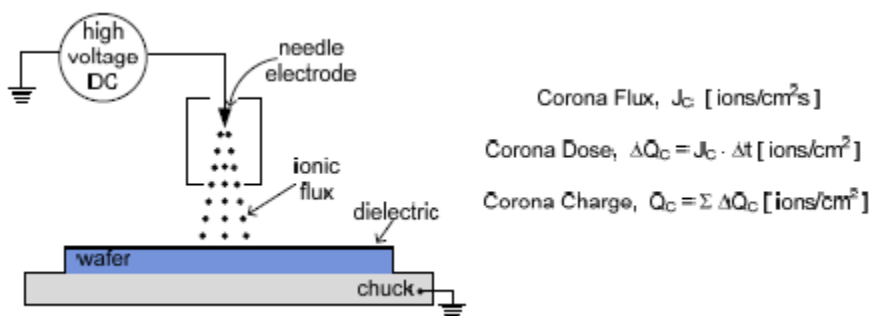 high
voltage
DC
needle
electrode
ionic
flux
dielectric
wafer
chuck
Corona Flux, J_C [ions/cm²s]
Corona Dose, ΔQ_C = J_C · Δt [ions/cm²]
Corona Charge, Q_C = Σ ΔQ_C [ions/cm²]